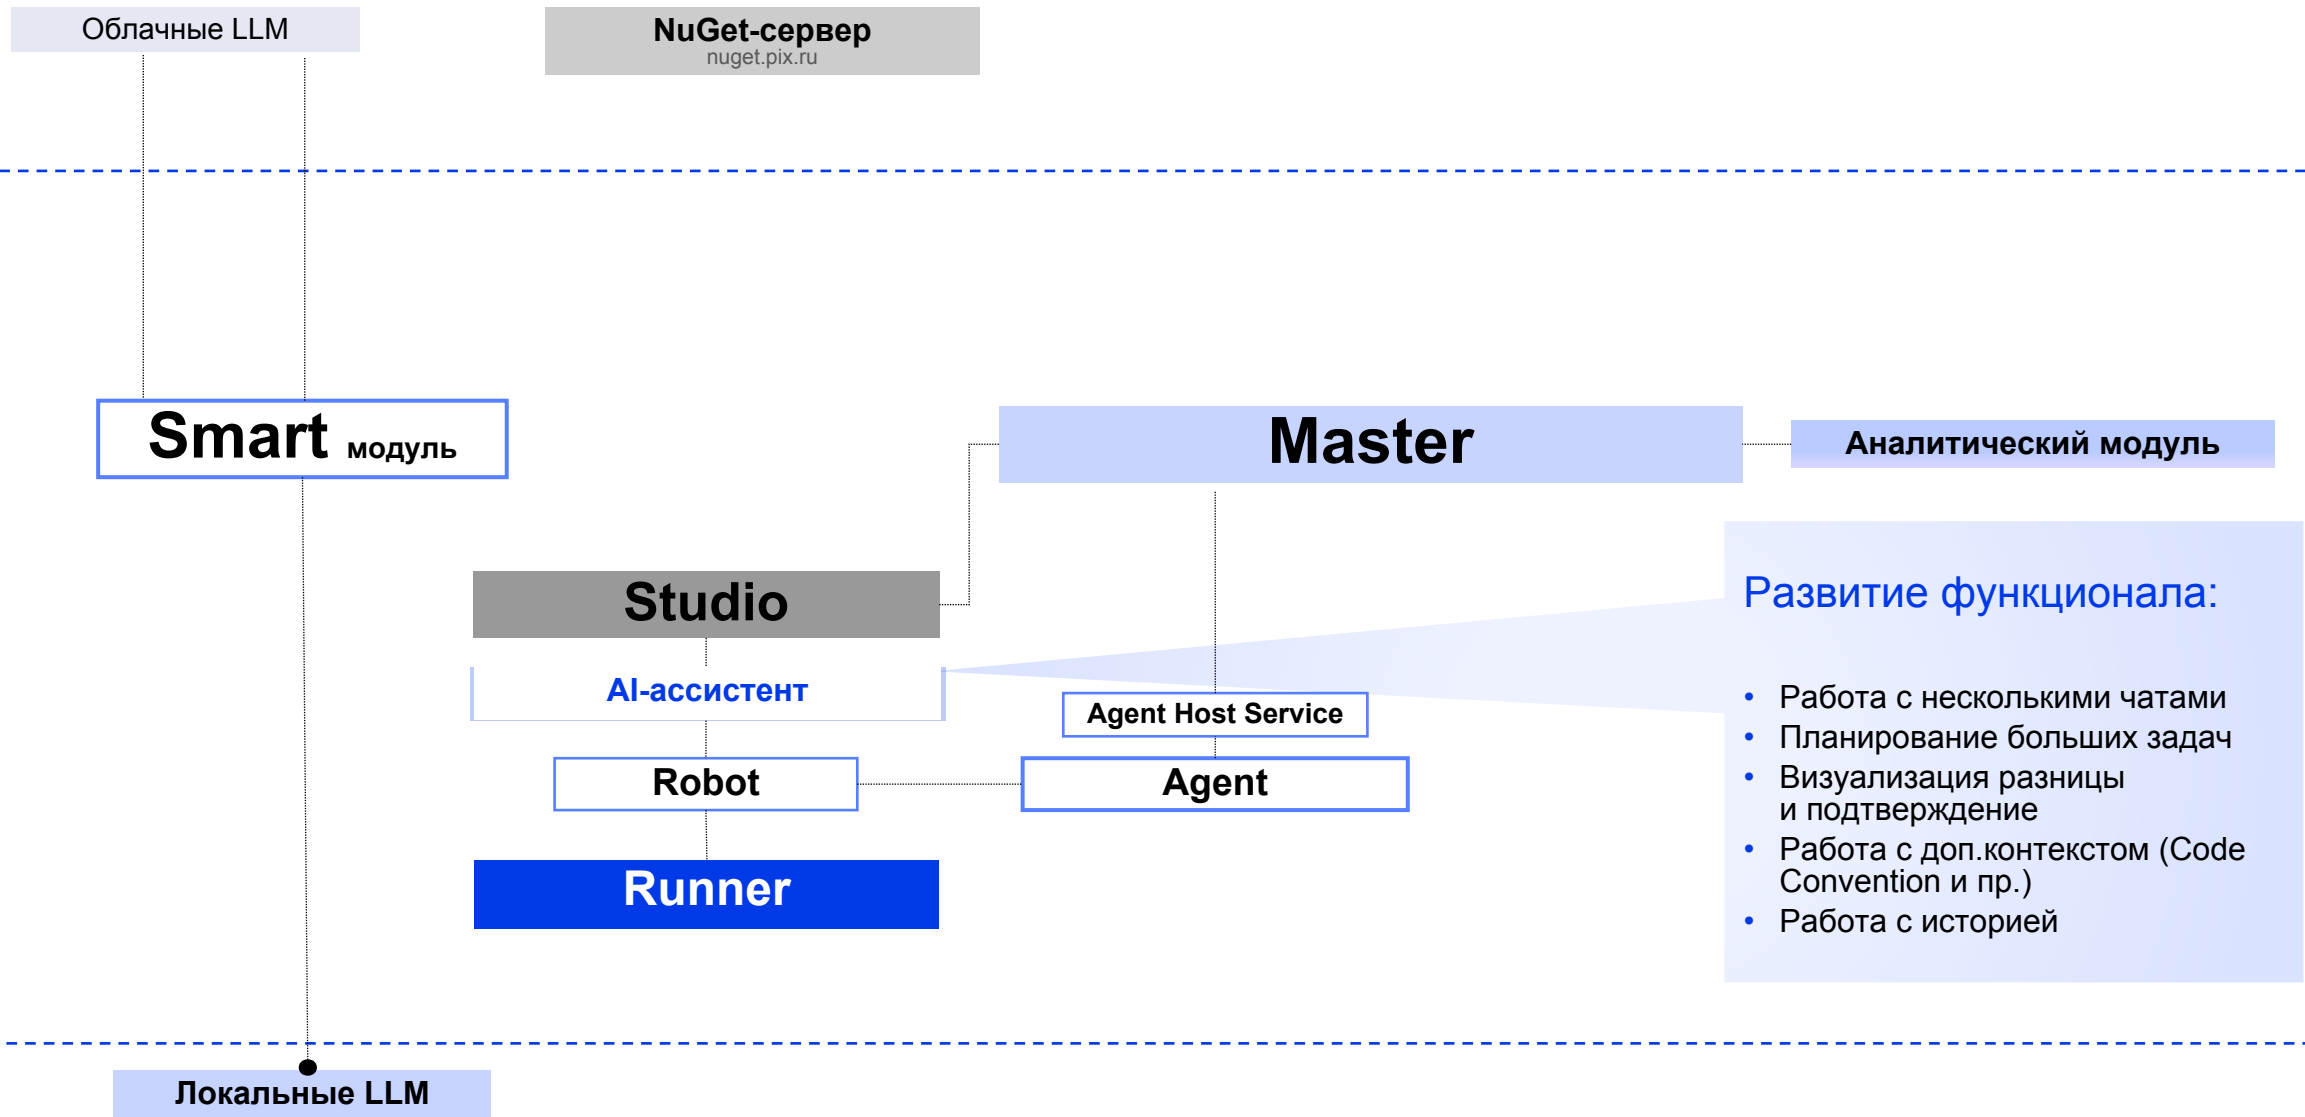 Облачные LLM
NuGet-сервер
nuget.pix.ru
Smart модуль
Master
Аналитический модуль
Studio
AI-ассистент
Agent Host Service
Robot
Agent
Runner
Развитие функционала:
• Работа с несколькими чатами
• Планирование больших задач
• Визуализация разницы
и подтверждение
• Работа с доп.контекстом (Code
Convention и пр.)
• Работа с историей
Локальные LLM